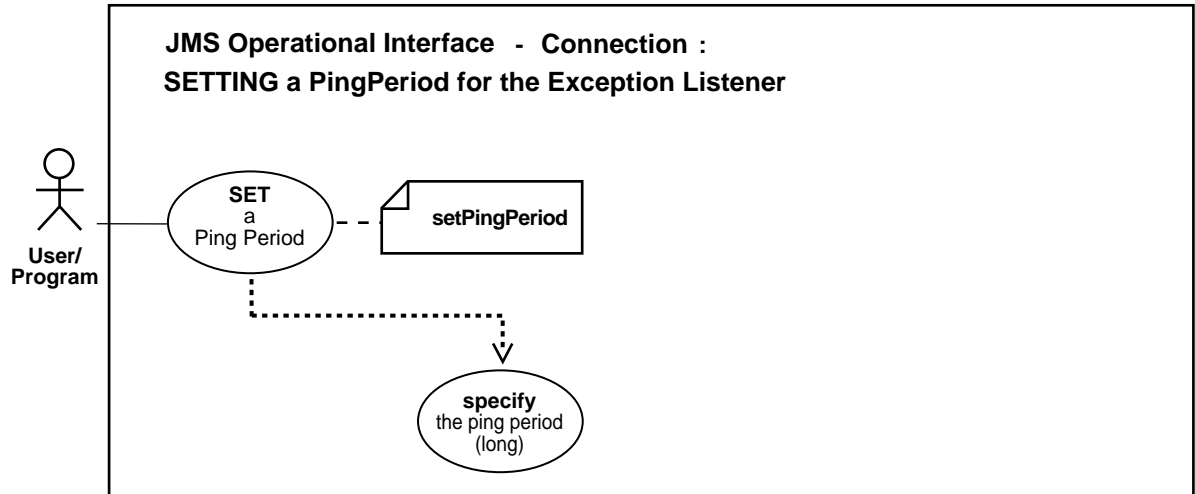 JMS Operational Interface - Connection :
SETTING a PingPeriod for the Exception Listener
SET
a
Ping Period
setPingPeriod
User/
Program
specify
the ping period
(long)